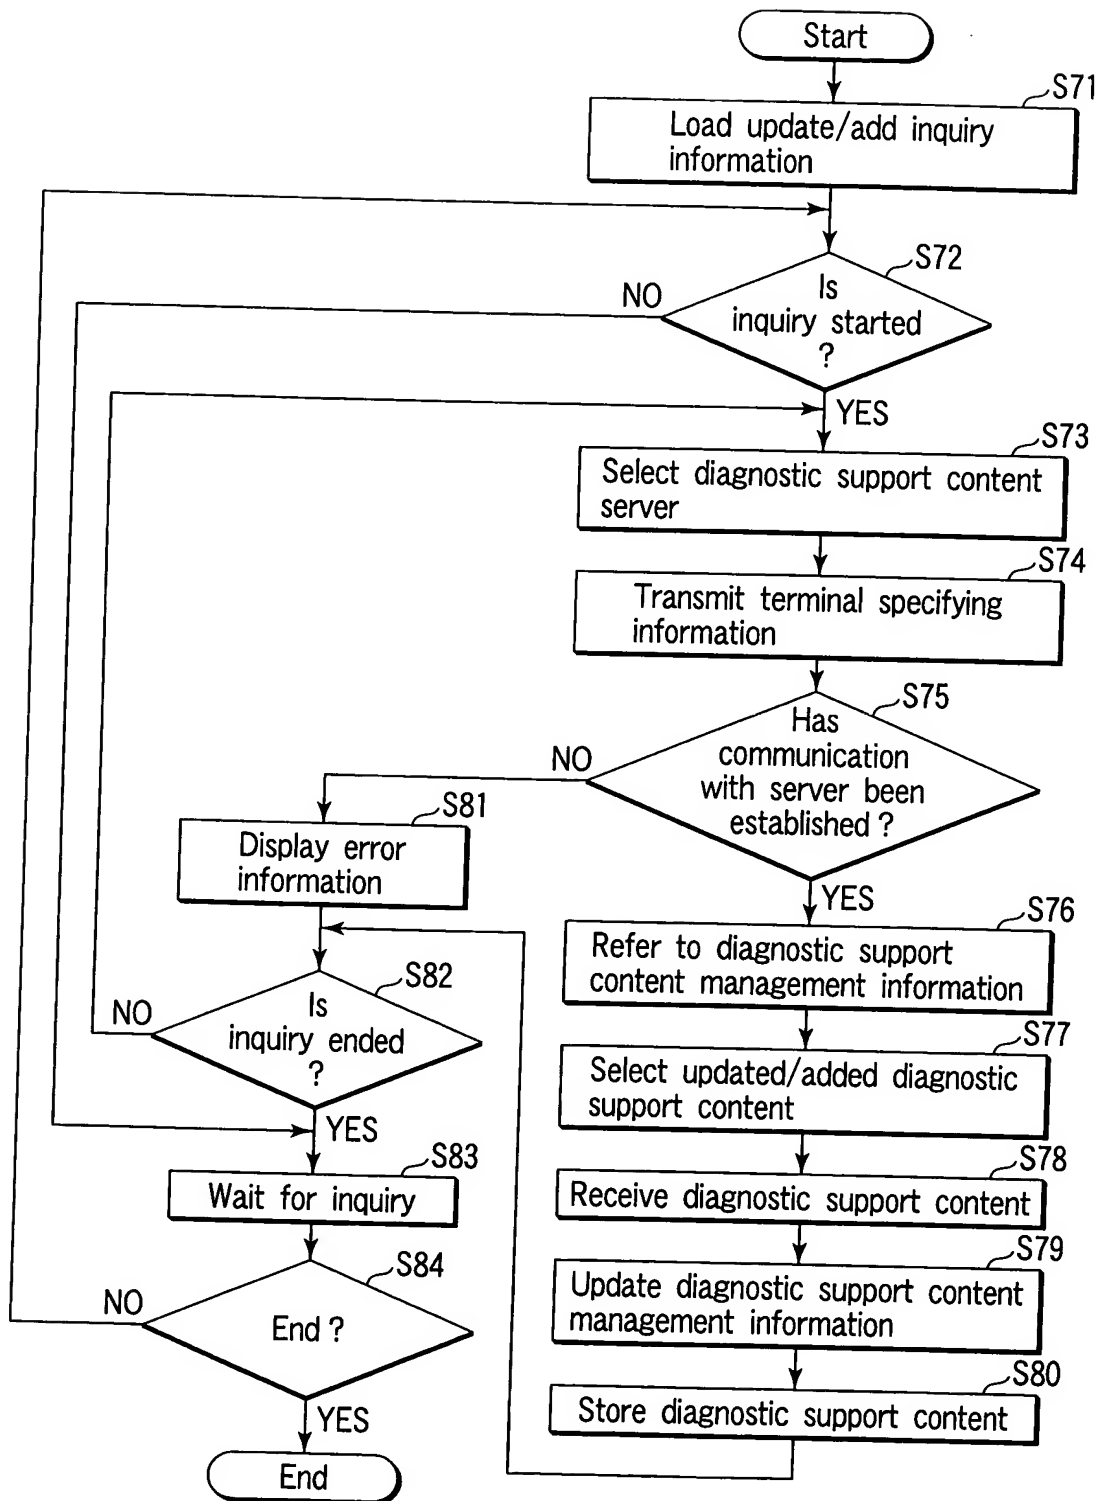 Start
S71
Load update/add inquiry
information
S72
NO
Is
inquiry started
?
YES
S73
Select diagnostic support content
server
S74
Transmit terminal specifying
information
S75
NO
Has
communication
with server been
established?
YES
S81
Display error
information
S76
Refer to diagnostic support
content management information
S82
NO
Is
inquiry ended
?
YES
S77
Select updated/added diagnostic
support content
S83
Wait for inquiry
S78
Receive diagnostic support content
S84
NO
End?
YES
S79
Update diagnostic support content
management information
S80
Store diagnostic support content
End